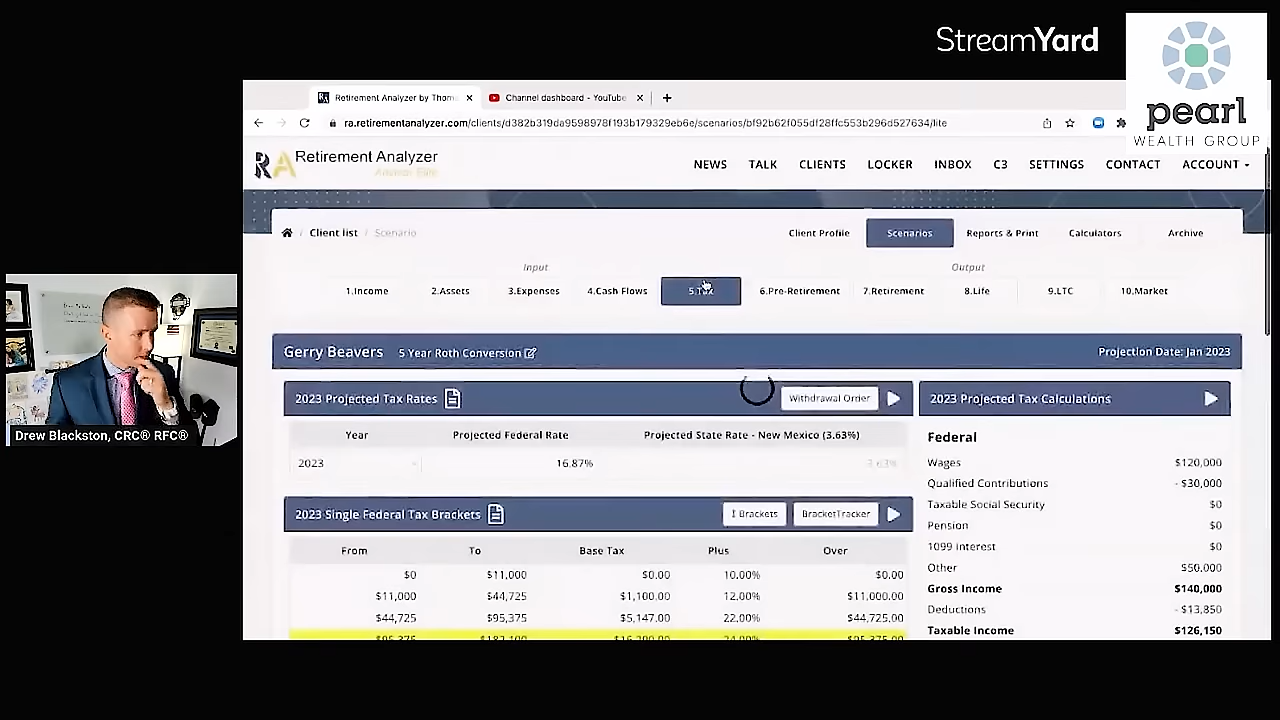 StreamYard
pearl
WEALTH GROUP
Retirement Analyzer by Thom
Channel dashboard - YouTube
ra.retirementanalyzer.com/clients/d382b319da9598978f193b179329eb6e/scenarios/bf92b62f055df28ffc553b296d527634/lite
RA Retirement Analyzer
NEWS TALK CLIENTS LOCKER INBOX C3 SETTINGS CONTACT ACCOUNT
/ Client list / Scenario
Client Profile Scenarios Reports & Print Calculators Archive
Input Output
1.Income 2.Assets 3.Expenses 4.Cash Flows 5.Tax 6.Pre-Retirement 7.Retirement 8.Life 9.LTC 10.Market
Gerry Beavers 5 Year Roth Conversion Projection Date: Jan 2023
2023 Projected Tax Rates Withdrawal Order
Year Projected Federal Rate Projected State Rate - New Mexico (3.63%)
2023 16.87% 3.63%
2023 Single Federal Tax Brackets BracketTracker
From To Base Tax Plus Over
$0 $11,000 $0.00 10.00% $0.00
$11,000 $44,725 $1,100.00 12.00% $11,000.00
$44,725 $95,375 $5,147.00 22.00% $44,725.00
2023 Projected Tax Calculations
Federal
Wages $120,000
Qualified Contributions - $30,000
Taxable Social Security $0
Pension $0
1099 Interest $0
Other $50,000
Gross Income $140,000
Deductions - $13,850
Taxable Income $126,150
Drew Blackston, CRC® RFC®